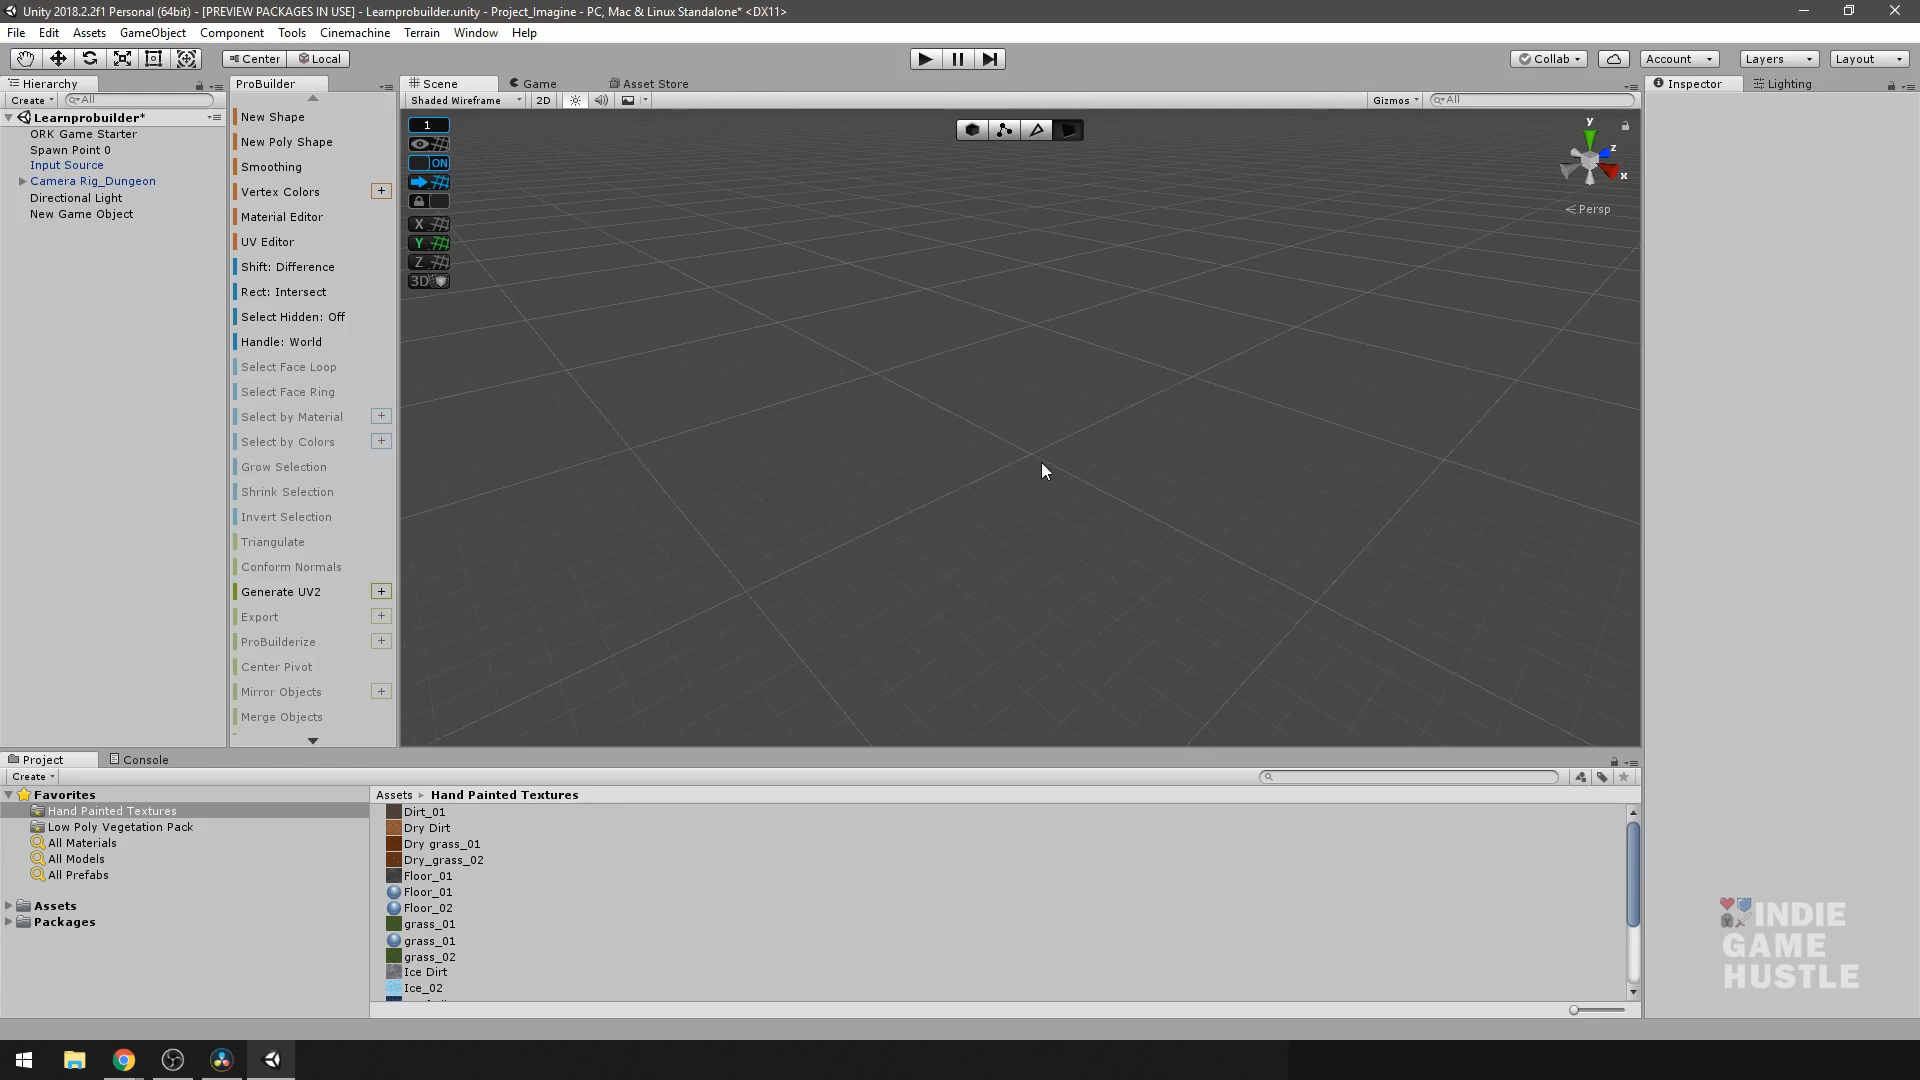 Unity 2018.2.2f1 Personal (64bit) - [PREVIEW PACKAGES IN USE] - Learnprobuilder.unity - Project_Imagine - PC, Mac & Linux Standalone* <DX11>
File Edit Assets GameObject Component Tools Cinemachine Terrain Window Help
Center Local Collab Account Layers Layout
Hierarchy ProBuilder Scene Game Asset Store Inspector Lighting
Create All Shaded Wireframe 2D Gizmos All
Learnprobuilder*
ORK Game Starter
Spawn Point 0
Input Source
Camera Rig_Dungeon
Directional Light
New Game Object
New Shape
New Poly Shape
Smoothing
Vertex Colors +
Material Editor
UV Editor
Shift: Difference
Rect: Intersect
Select Hidden: Off
Handle: World
Select Face Loop
Select Face Ring
Select by Material +
Select by Colors +
Grow Selection
Shrink Selection
Invert Selection
Triangulate
Conform Normals
Generate UV2 +
Export +
ProBuilderize +
Center Pivot
Mirror Objects +
Merge Objects
1
ON
X
Y
Z
3D
y
z
x
Persp
Project Console
Create
Favorites
Hand Painted Textures
Low Poly Vegetation Pack
All Materials
All Models
All Prefabs
Assets
Packages
Assets Hand Painted Textures
Dirt_01
Dry Dirt
Dry grass_01
Dry_grass_02
Floor_01
Floor_01
Floor_02
grass_01
grass_01
grass_02
Ice Dirt
Ice_02
INDIE
GAME
HUSTLE